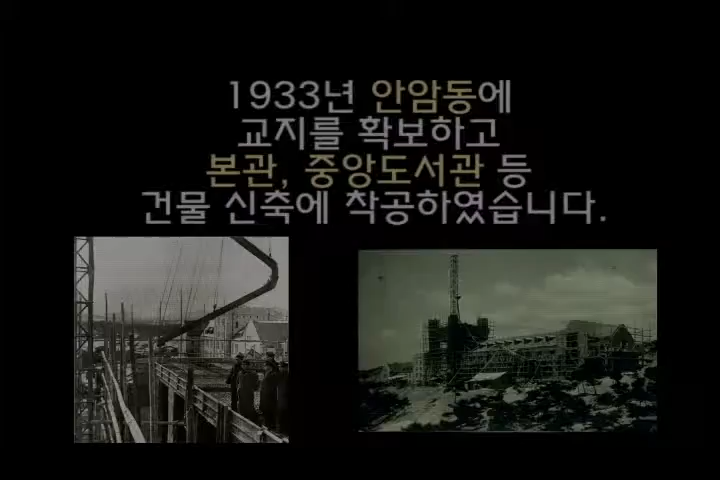 1933년 안암동에
교지를 확보하고
본관, 중앙도서관 등
건물 신축에 착공하였습니다.